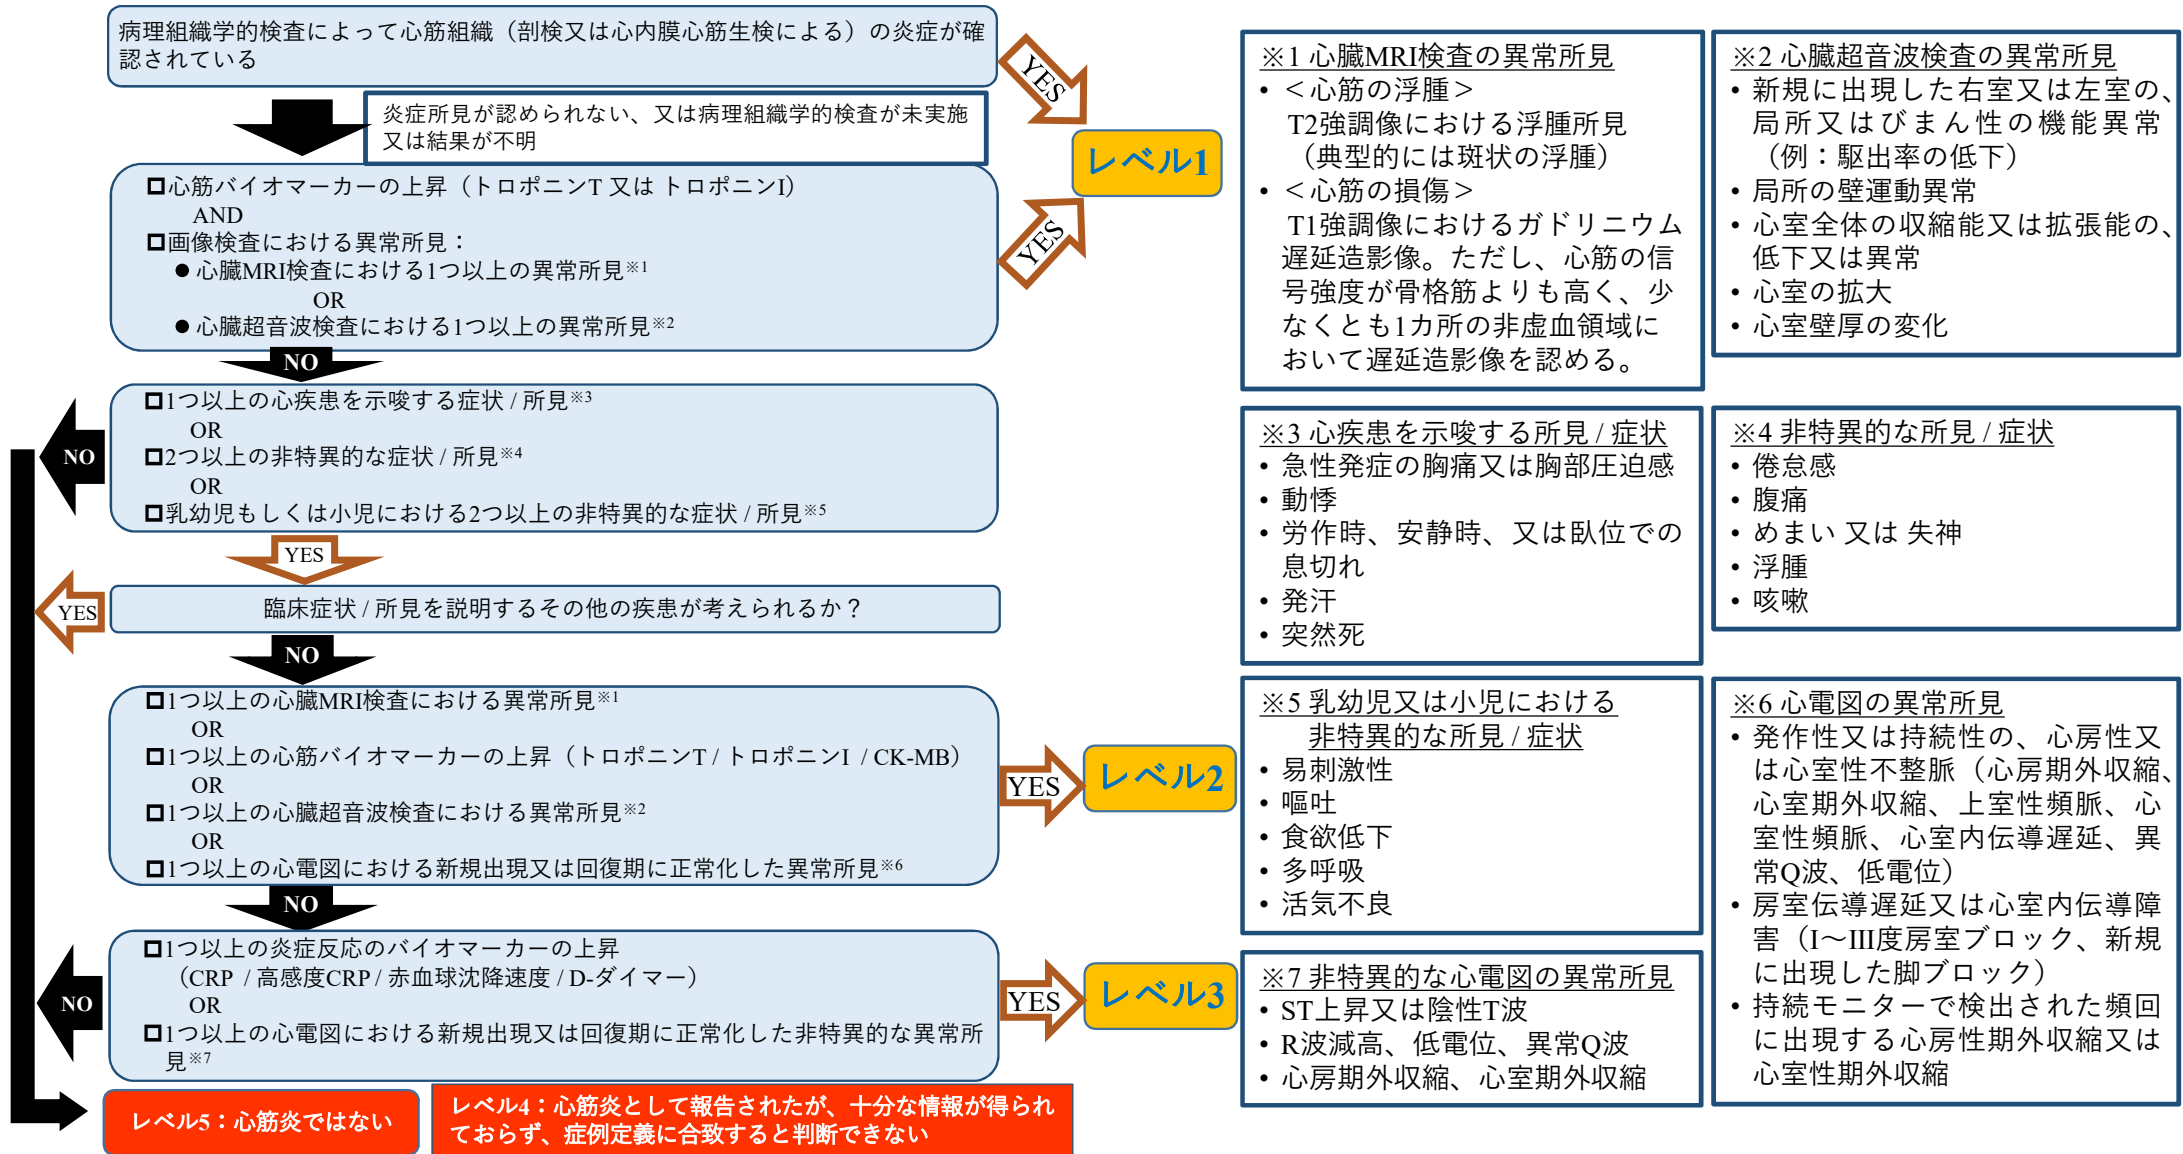 病理組織学的検査によって心筋組織（剖検又は心内膜心筋生検による）の炎症が確
認されている
YES
炎症所見が認められない、又は病理組織学的検査が未実施
又は結果が不明
レベル1
心筋バイオマーカーの上昇（トロポニンT 又は トロポニンI）
AND
画像検査における異常所見：
● 心臓MRI検査における1つ以上の異常所見※1
OR
● 心臓超音波検査における1つ以上の異常所見※2
YES
NO
1つ以上の心疾患を示唆する症状 / 所見※3
OR
2つ以上の非特異的な症状 / 所見※4
OR
乳幼児もしくは小児における2つ以上の非特異的な症状 / 所見※5
NO
YES
臨床症状 / 所見を説明するその他の疾患が考えられるか？
YES
NO
1つ以上の心臓MRI検査における異常所見※1
OR
1つ以上の心筋バイオマーカーの上昇（トロポニンT / トロポニンI / CK-MB）
OR
1つ以上の心臓超音波検査における異常所見※2
OR
1つ以上の心電図における新規出現又は回復期に正常化した異常所見※6
YES
レベル2
NO
1つ以上の炎症反応のバイオマーカーの上昇
（CRP / 高感度CRP / 赤血球沈降速度 / D-ダイマー）
OR
1つ以上の心電図における新規出現又は回復期に正常化した非特異的な異常所
見※7
NO
YES
レベル3
レベル5：心筋炎ではない
レベル4：心筋炎として報告されたが、十分な情報が得られ
ておらず、症例定義に合致すると判断できない
※1 心臓MRI検査の異常所見
• ＜心筋の浮腫＞
T2強調像における浮腫所見
（典型的には斑状の浮腫）
• ＜心筋の損傷＞
T1強調像におけるガドリニウム
遅延造影像。ただし、心筋の信
号強度が骨格筋よりも高く、少
なくとも1カ所の非虚血領域に
おいて遅延造影像を認める。
※2 心臓超音波検査の異常所見
• 新規に出現した右室又は左室の、
局所又はびまん性の機能異常
（例：駆出率の低下）
• 局所の壁運動異常
• 心室全体の収縮能又は拡張能の、
低下又は異常
• 心室の拡大
• 心室壁厚の変化
※3 心疾患を示唆する所見 / 症状
• 急性発症の胸痛又は胸部圧迫感
• 動悸
• 労作時、安静時、又は臥位での
息切れ
• 発汗
• 突然死
※4 非特異的な所見 / 症状
• 倦怠感
• 腹痛
• めまい 又は 失神
• 浮腫
• 咳嗽
※5 乳幼児又は小児における
非特異的な所見 / 症状
• 易刺激性
• 嘔吐
• 食欲低下
• 多呼吸
• 活気不良
※6 心電図の異常所見
• 発作性又は持続性の、心房性又
は心室性不整脈（心房期外収縮、
心室期外収縮、上室性頻脈、心
室性頻脈、心室内伝導遅延、異
常Q波、低電位）
• 房室伝導遅延又は心室内伝導障
害（I～III度房室ブロック、新規
に出現した脚ブロック）
• 持続モニターで検出された頻回
に出現する心房性期外収縮又は
心室性期外収縮
※7 非特異的な心電図の異常所見
• ST上昇又は陰性T波
• R波減高、低電位、異常Q波
• 心房期外収縮、心室期外収縮